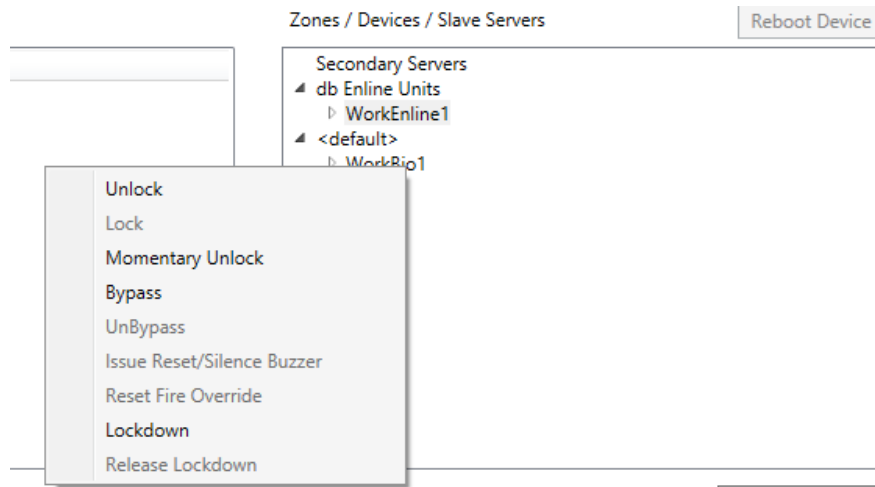 Zones / Devices / Slave Servers
Reboot Device
Secondary Servers
db Enline Units
WorkEnline1
<default>
WorkBio1
Unlock
Lock
Momentary Unlock
Bypass
UnBypass
Issue Reset/Silence Buzzer
Reset Fire Override
Lockdown
Release Lockdown